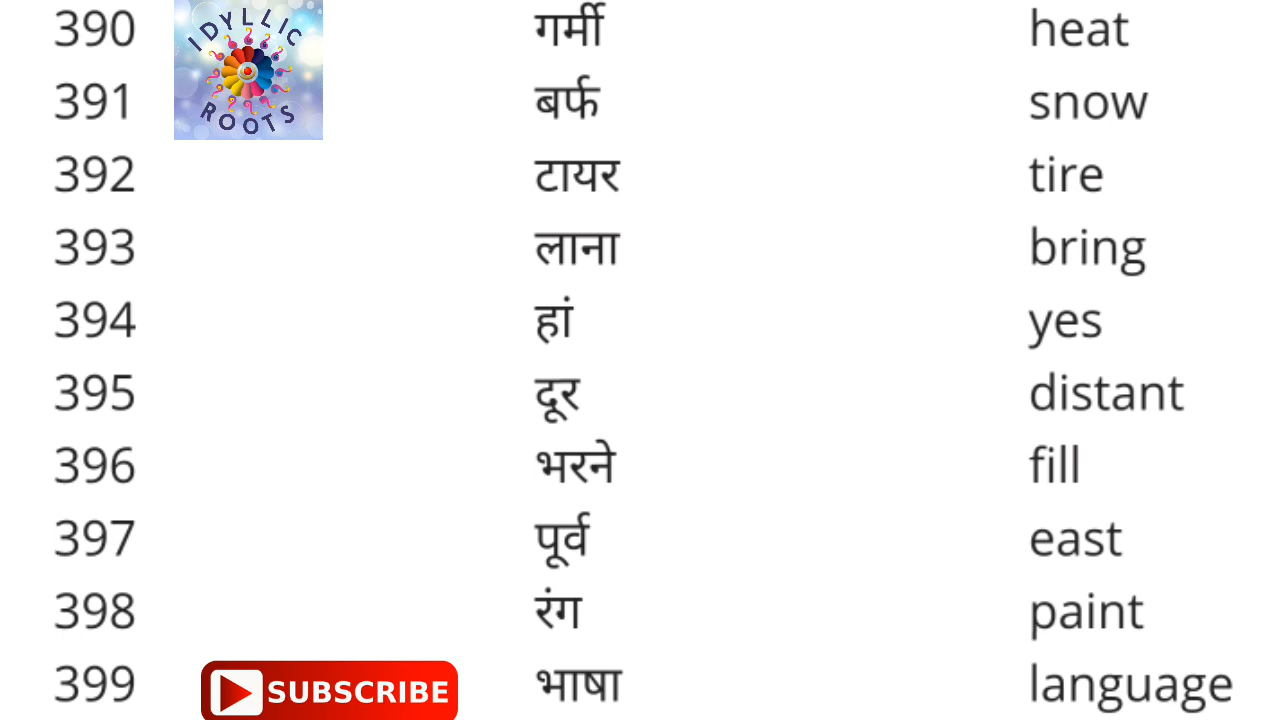 390 गर्मी heat
IDYLLIC
ROOTS
391 बर्फ snow
392 टायर tire
393 लाना bring
394 हां yes
395 दूर distant
396 भरने fill
397 पूर्व east
398 रंग paint
399 भाषा language
SUBSCRIBE